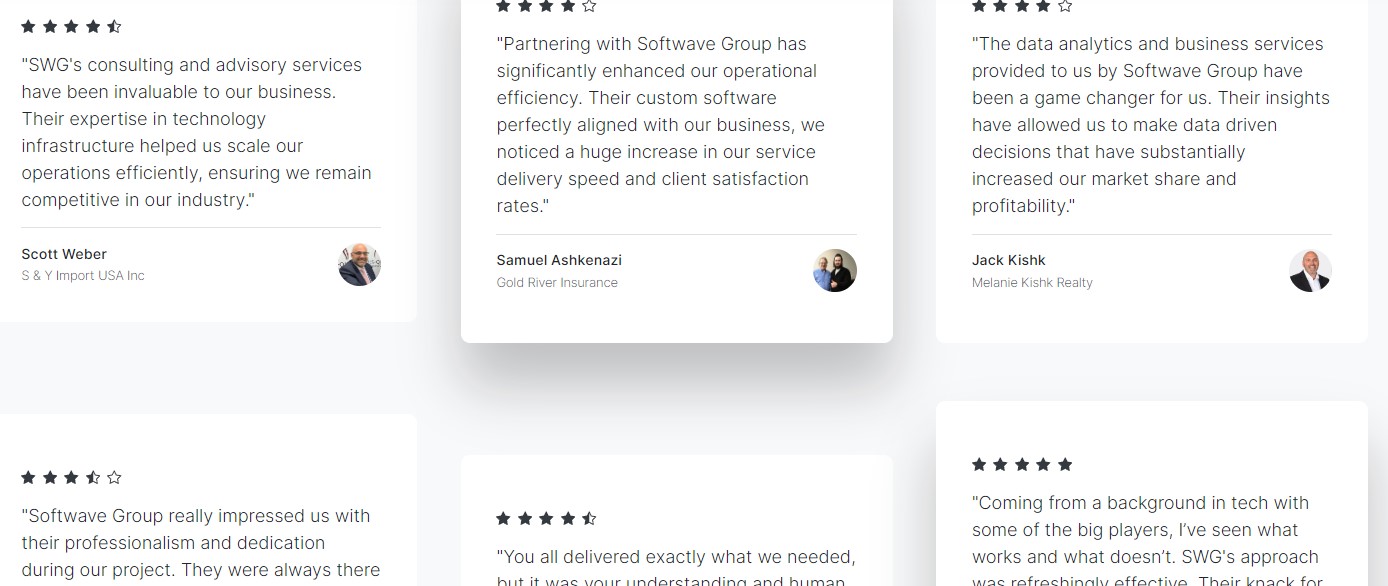 "SWG's consulting and advisory services
have been invaluable to our business.
Their expertise in technology
infrastructure helped us scale our
operations efficiently, ensuring we remain
competitive in our industry."
Scott Weber
S & Y Import USA Inc
"Partnering with Softwave Group has
significantly enhanced our operational
efficiency. Their custom software
perfectly aligned with our business, we
noticed a huge increase in our service
delivery speed and client satisfaction
rates."
Samuel Ashkenazi
Gold River Insurance
"The data analytics and business services
provided to us by Softwave Group have
been a game changer for us. Their insights
have allowed us to make data driven
decisions that have substantially
increased our market share and
profitability."
Jack Kishk
Melanie Kishk Realty
"Softwave Group really impressed us with
their professionalism and dedication
during our project. They were always there
"You all delivered exactly what we needed,
but it was your understanding and human
"Coming from a background in tech with
some of the big players, I’ve seen what
works and what doesn’t. SWG's approach
was refreshingly effective. Their knack for